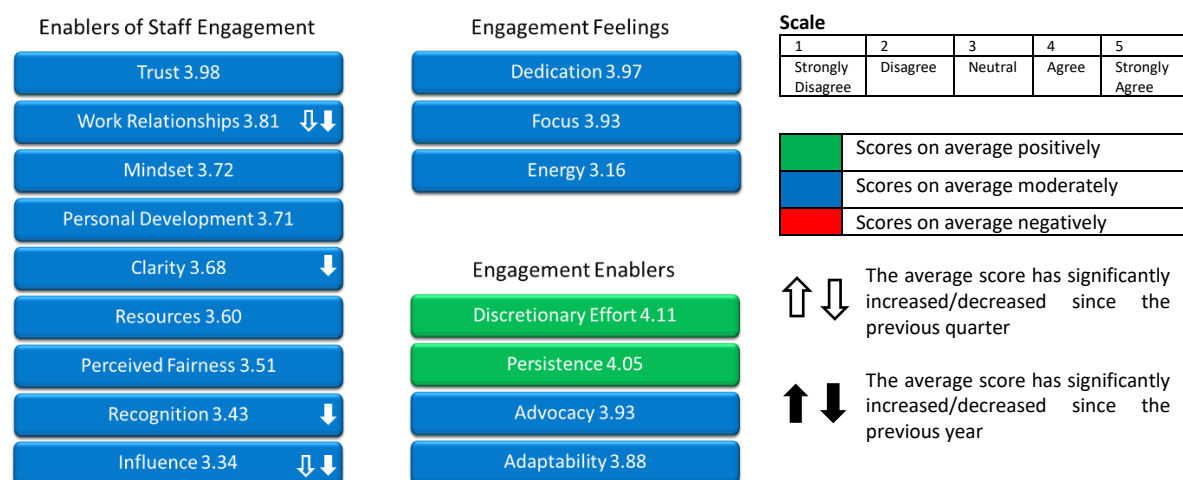 Enablers of Staff Engagement
Trust 3.98
Work Relationships 3.81
Mindset 3.72
Personal Development 3.71
Clarity 3.68
Resources 3.60
Perceived Fairness 3.51
Recognition 3.43
Influence 3.34
Engagement Feelings
Dedication 3.97
Focus 3.93
Energy 3.16
Engagement Enablers
Discretionary Effort 4.11
Persistence 4.05
Advocacy 3.93
Adaptability 3.88
Scale
1 2 3 4 5
Strongly Disagree Neutral Agree Strongly
Disagree Agree
Scores on average positively
Scores on average moderately
Scores on average negatively
The average score has significantly
increased/decreased since the
previous quarter
The average score has significantly
increased/decreased since the
previous year